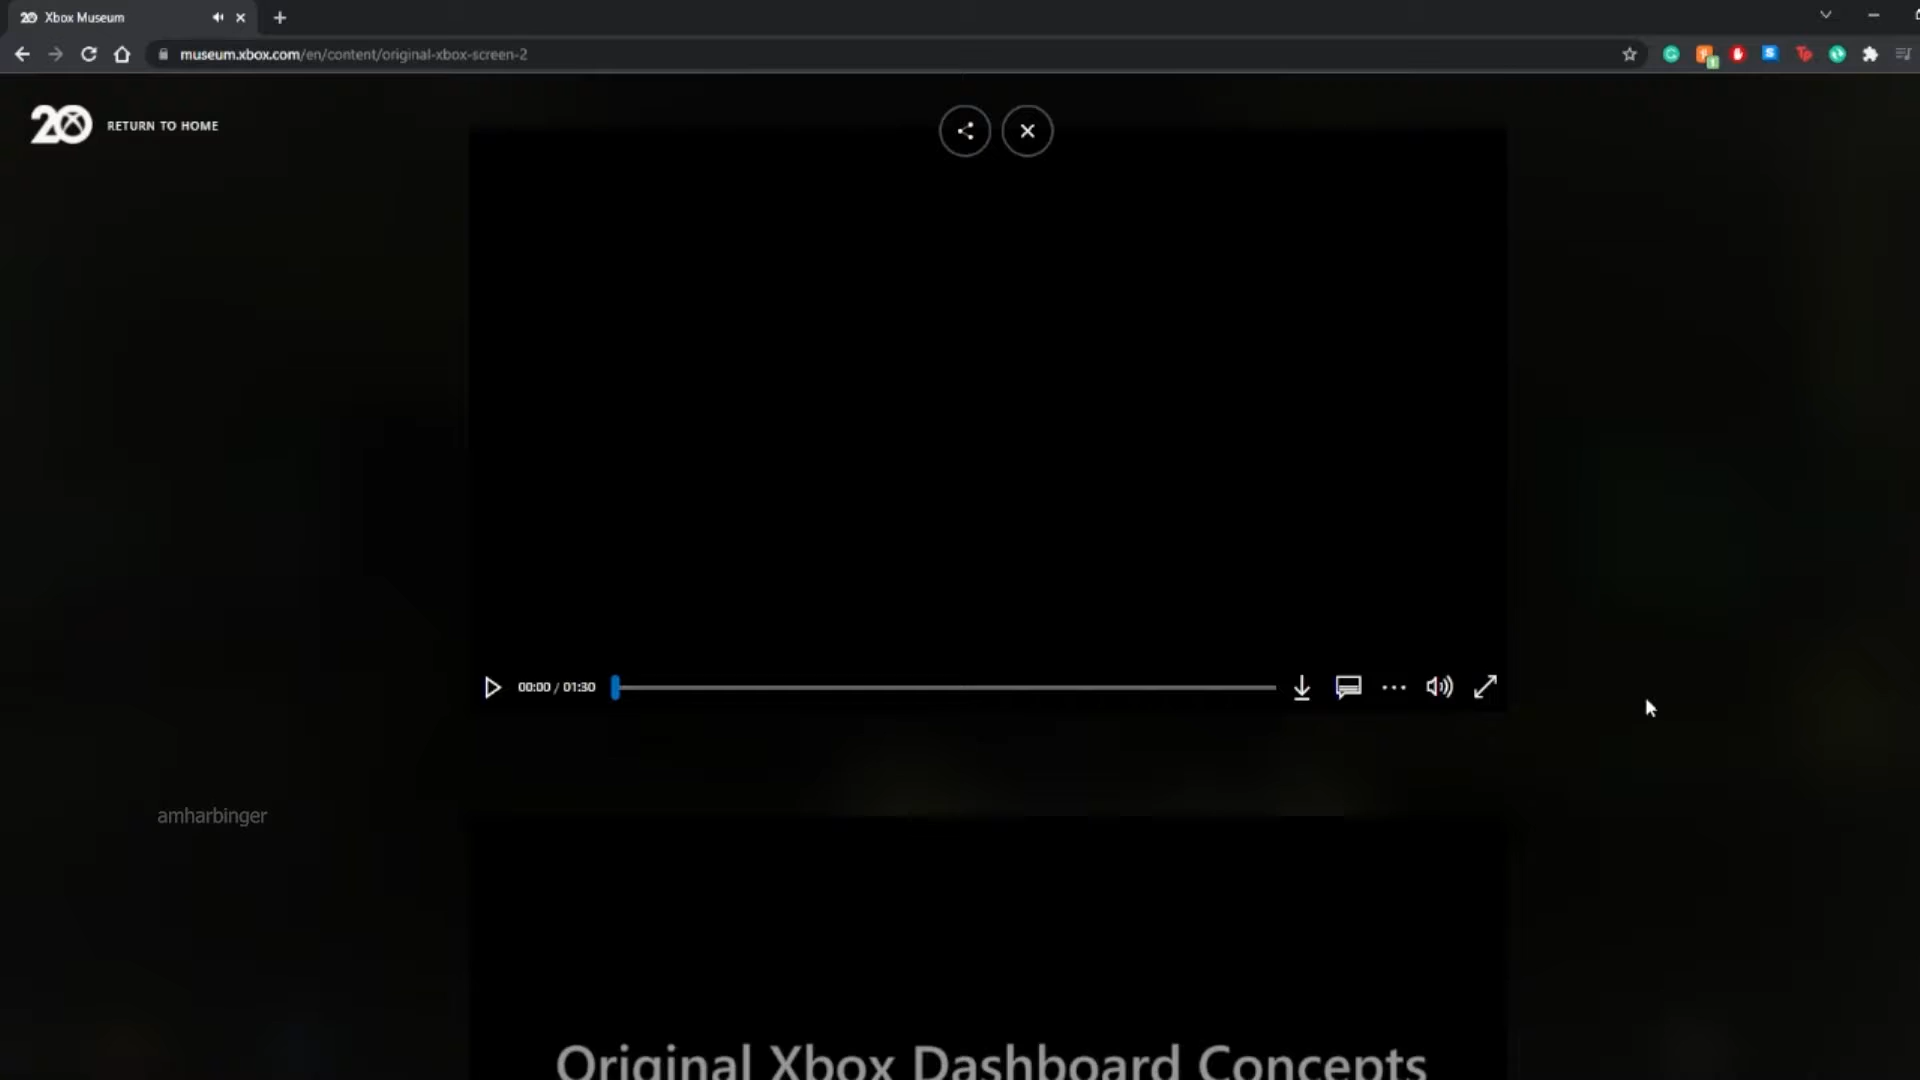 Xbox Museum
museum.xbox.com/en/content/original-xbox-screen-2
20 RETURN TO HOME
00:00 / 01:30
amharbinger
Original Xbox Dashboard Concepts